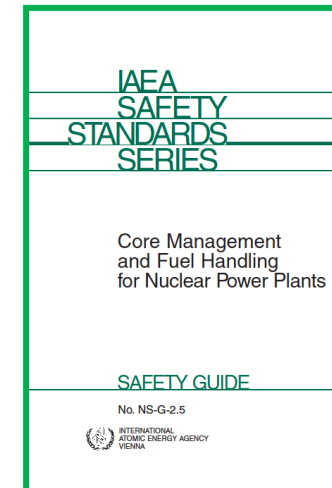 IAEA
SAFETY
STANDARDS
SERIES
Core Management
and Fuel Handling
for Nuclear Power Plants
SAFETY GUIDE
No. NS-G-2.5
INTERNATIONAL
ATOMIC ENERGY AGENCY
VIENNA